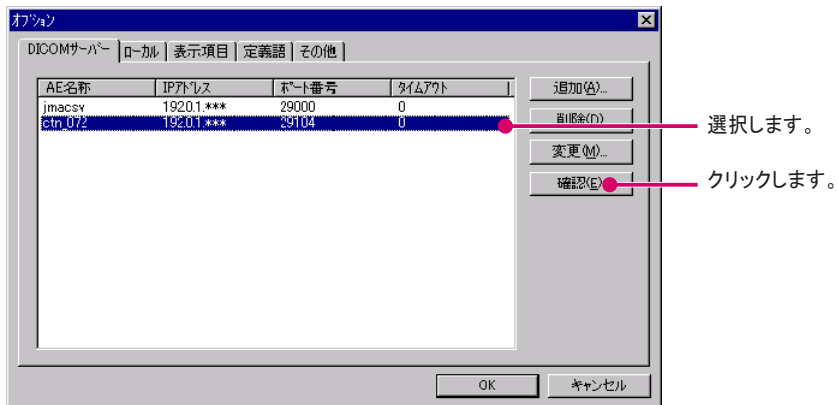 オプション
DICOMサーバー ローカル 表示項目 定義語 その他
AE名称 IPアドレス ポート番号 タイムアウト
追加(A)...
jmacsv 192.0.1.*** 29000 0
ctn_072 192.0.1.*** 29104 0
削除(D)
選択します。
変更(M)...
確認(E)
クリックします。
OK キャンセル